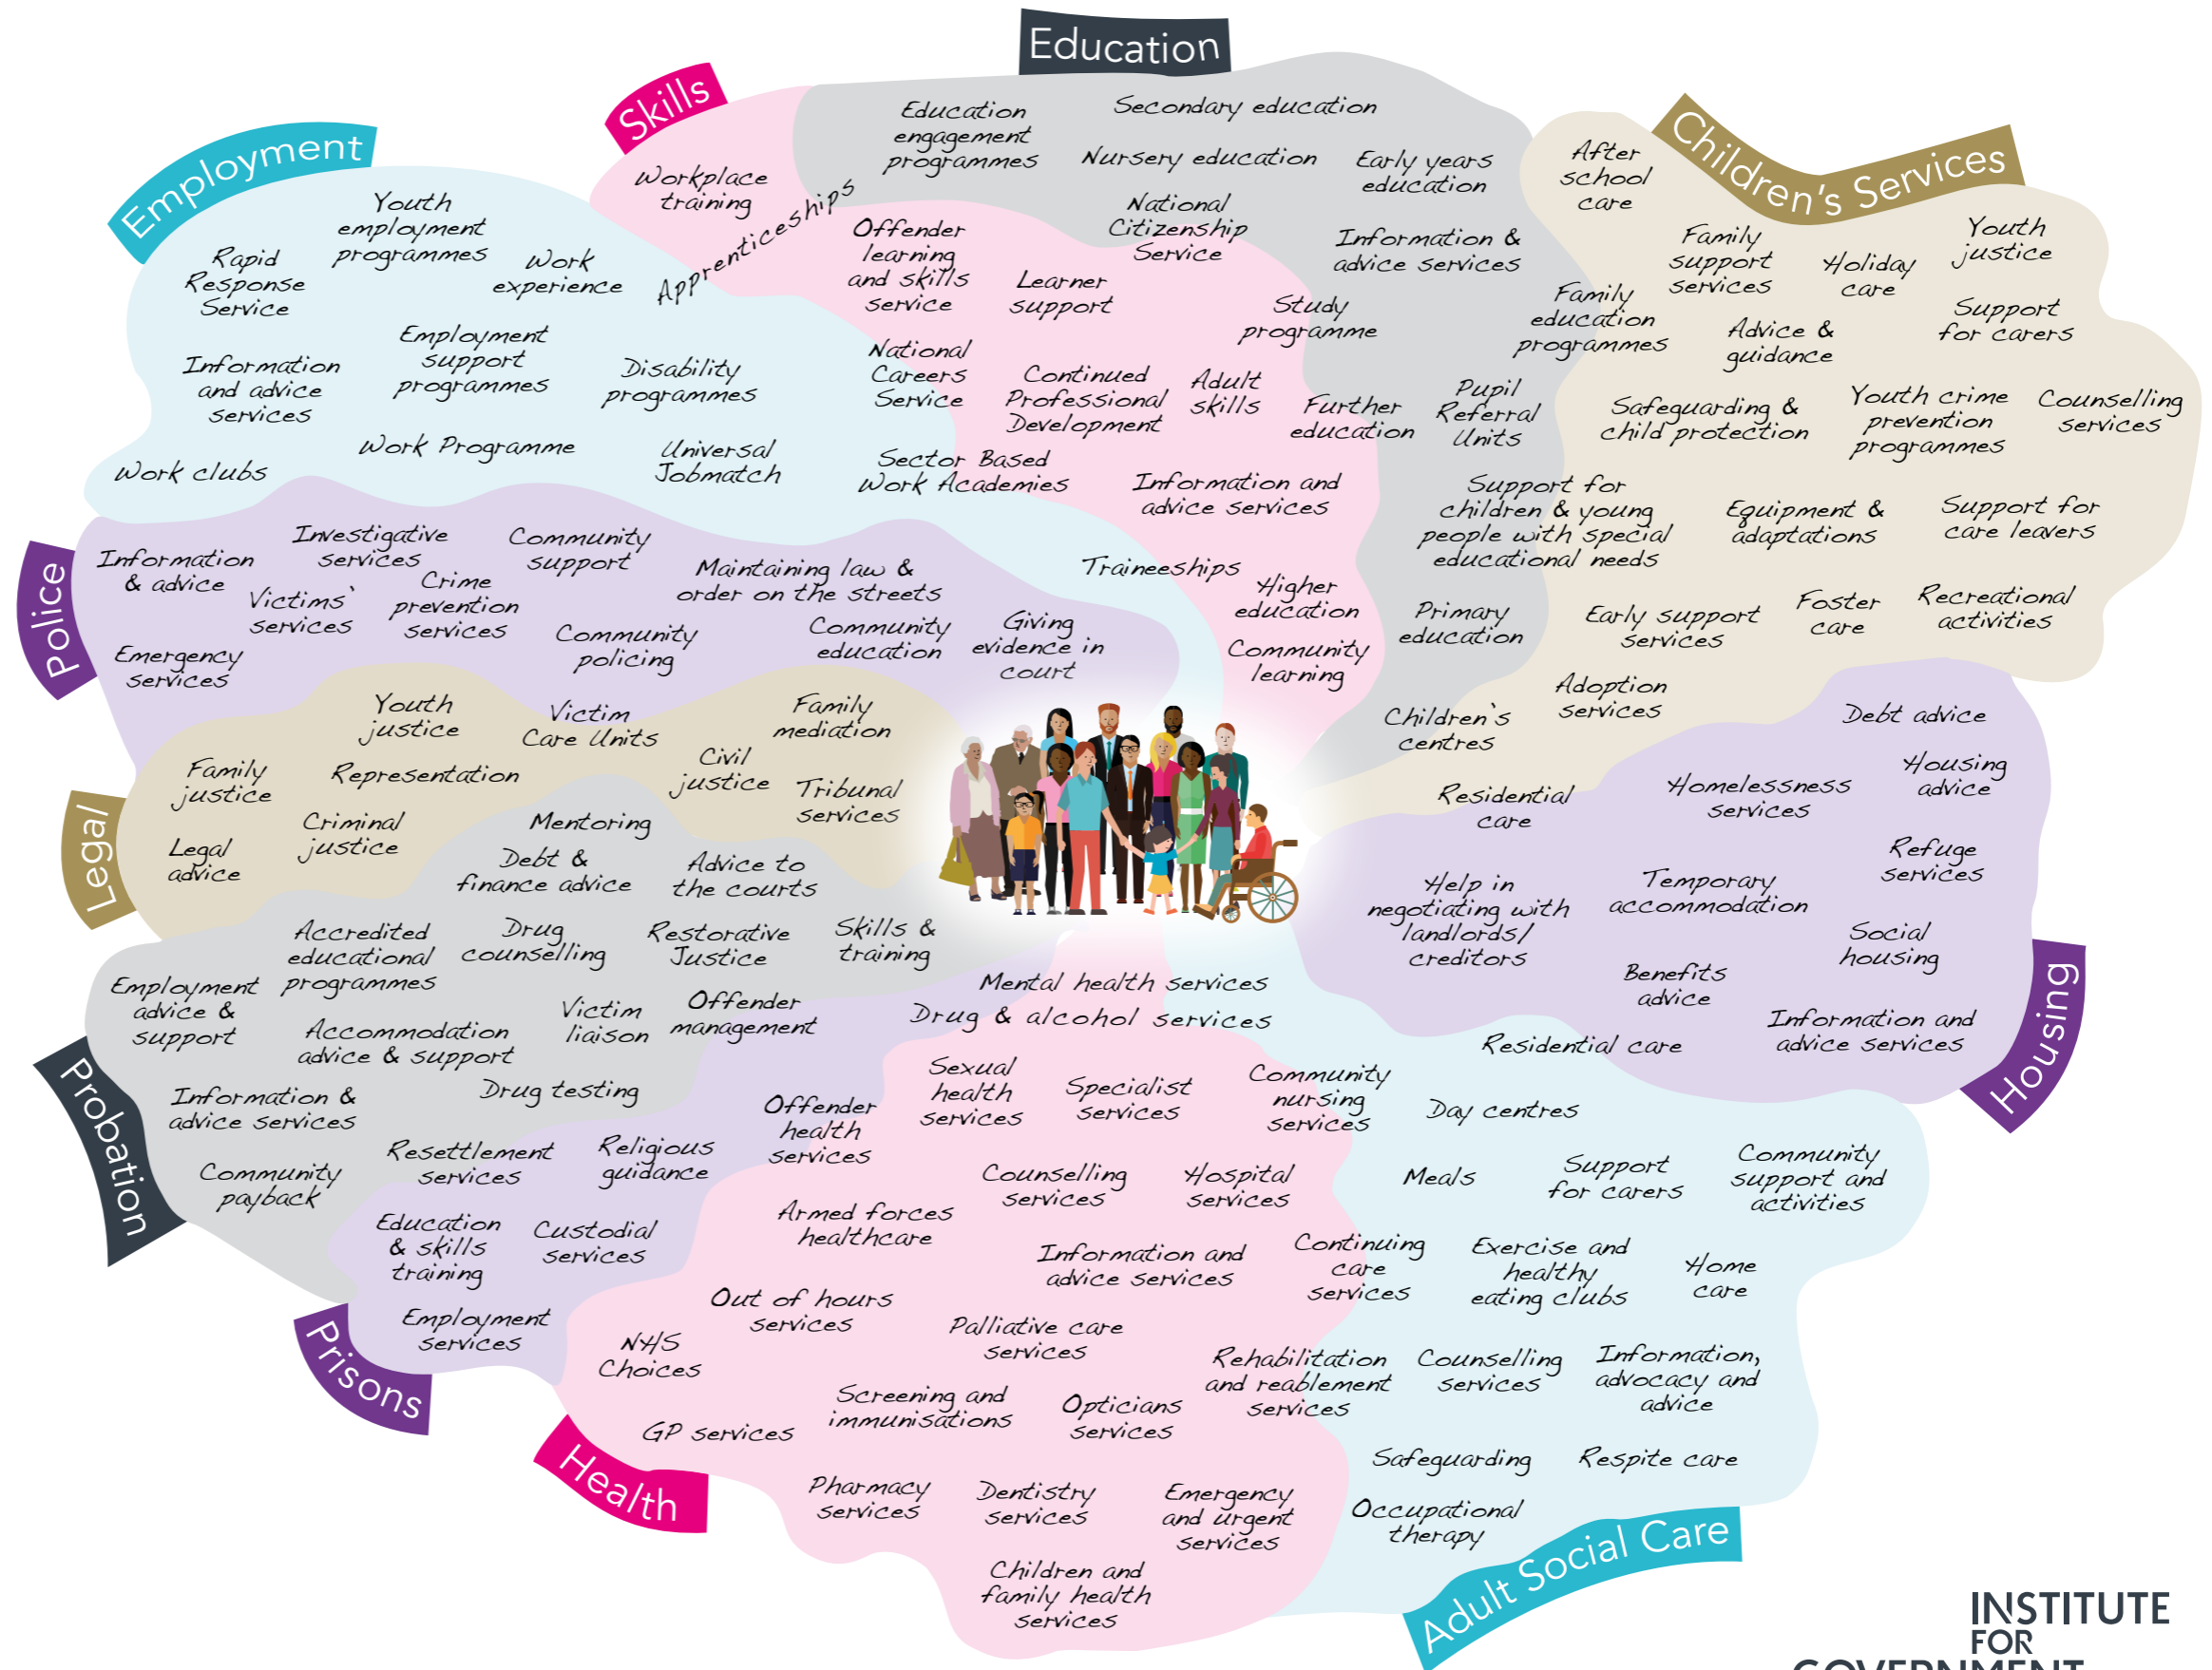 Education
Skills
Employment
Children's Services
Education
engagement
programmes
Secondary education
Nursery education
Early years
education
National
Citizenship
Service
Information &
advice services
Workplace
training
Apprenticeships
Offender
learning
and skills
service
Learner
support
Study
programme
National
Careers
Service
Continued
Professional
Development
Adult
skills
Further
education
Pupil
Referral
Units
Sector Based
Work Academies
Information and
advice services
Traineeships
Higher
education
Community
learning
Support for
children & young
people with special
educational needs
Primary
education
Children's
centres
Youth
employment
programmes
Rapid
Response
Service
Work
experience
Employment
support
programmes
Information
and advice
services
Disability
programmes
Work Programme
Universal
Jobmatch
Work clubs
After
school
care
Family
support
services
Holiday
care
Youth
justice
Family
education
programmes
Advice &
guidance
Support
for carers
Safeguarding &
child protection
Youth crime
prevention
programmes
Counselling
services
Equipment &
adaptations
Support for
care leavers
Early support
services
Foster
care
Recreational
activities
Adoption
services
Residential
care
Police
Information
& advice
Investigative
services
Community
support
Victims'
services
Crime
prevention
services
Maintaining law &
order on the streets
Community
policing
Community
education
Giving
evidence in
court
Emergency
services
Legal
Youth
justice
Victim
Care Units
Family
mediation
Family
justice
Representation
Civil
justice
Tribunal
services
Criminal
justice
Legal
advice
Probation
Mentoring
Debt &
finance advice
Advice to
the courts
Accredited
educational
programmes
Drug
counselling
Restorative
Justice
Skills &
training
Employment
advice &
support
Accommodation
advice & support
Victim
liaison
Offender
management
Information &
advice services
Drug testing
Community
payback
Resettlement
services
Prisons
Religious
guidance
Offender
health
services
Education
& skills
training
Custodial
services
Employment
services
Housing
Debt advice
Homelessness
services
Housing
advice
Refuge
services
Help in
negotiating with
landlords/
creditors
Temporary
accommodation
Social
housing
Benefits
advice
Information and
advice services
Residential care
Health
Mental health services
Drug & alcohol services
Sexual
health
services
Specialist
services
Community
nursing
services
Counselling
services
Hospital
services
Armed forces
healthcare
Information and
advice services
Continuing
care
services
Out of hours
services
NHS
Choices
Palliative care
services
Rehabilitation
and reablement
services
Screening and
immunisations
Opticians
services
GP services
Pharmacy
services
Dentistry
services
Emergency
and urgent
services
Children and
family health
services
Adult Social Care
Day centres
Meals
Support
for carers
Community
support and
activities
Exercise and
healthy
eating clubs
Home
care
Counselling
services
Information,
advocacy and
advice
Safeguarding
Respite care
Occupational
therapy
INSTITUTE
FOR
GOVERNMENT